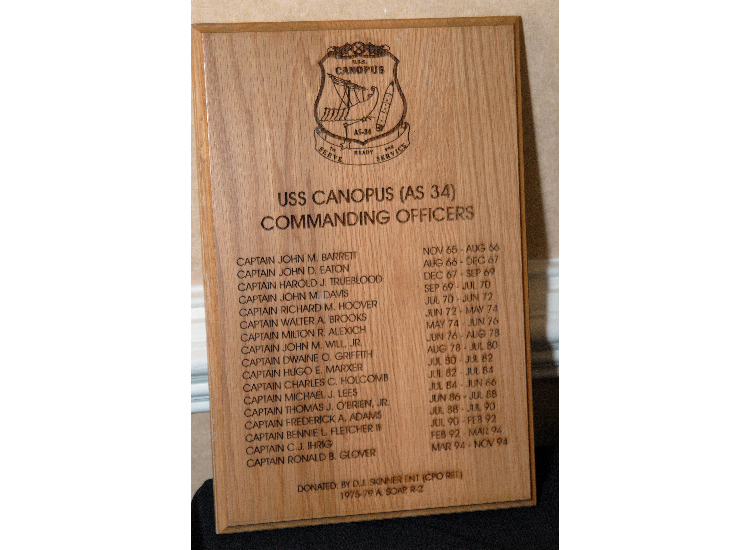 U.S.S.
CANOPUS
AS-34
READY
SERVE SERVICE
USS CANOPUS (AS 34)
COMMANDING OFFICERS
CAPTAIN JOHN M. BARRETT NOV 65 - AUG 66
CAPTAIN JOHN D. EATON AUG 66 - DEC 67
CAPTAIN HAROLD J. TRUEBLOOD DEC 67 - SEP 69
CAPTAIN JOHN M. DAVIS SEP 69 - JUL 70
CAPTAIN RICHARD M. HOOVER JUL 70 - JUN 72
CAPTAIN WALTER A. BROOKS JUN 72 - MAY 74
CAPTAIN MILTON R. ALEXICH MAY 74 - JUN 76
CAPTAIN JOHN M. WILL, JR. JUN 76 - AUG 78
CAPTAIN DWAINE O. GRIFFITH AUG 78 - JUL 80
CAPTAIN HUGO E. MARXER JUL 80 - JUL 82
CAPTAIN CHARLES C. HOLCOMB JUL 82 - JUL 84
CAPTAIN MICHAEL J. LEES JUL 84 - JUN 86
CAPTAIN THOMAS J. O'BRIEN, JR. JUN 86 - JUL 88
CAPTAIN FREDERICK A. ADAMS JUL 88 - JUL 90
CAPTAIN BENNIE L. FLETCHER II JUL 90 - FEB 92
CAPTAIN C.J. IHRIG FEB 92 - MAR 94
CAPTAIN RONALD B. GLOVER MAR 94 - NOV 94
DONATED: BY D.J. SKINNER ENT (CPO RET)
1975-79 A, SOAP, R-2